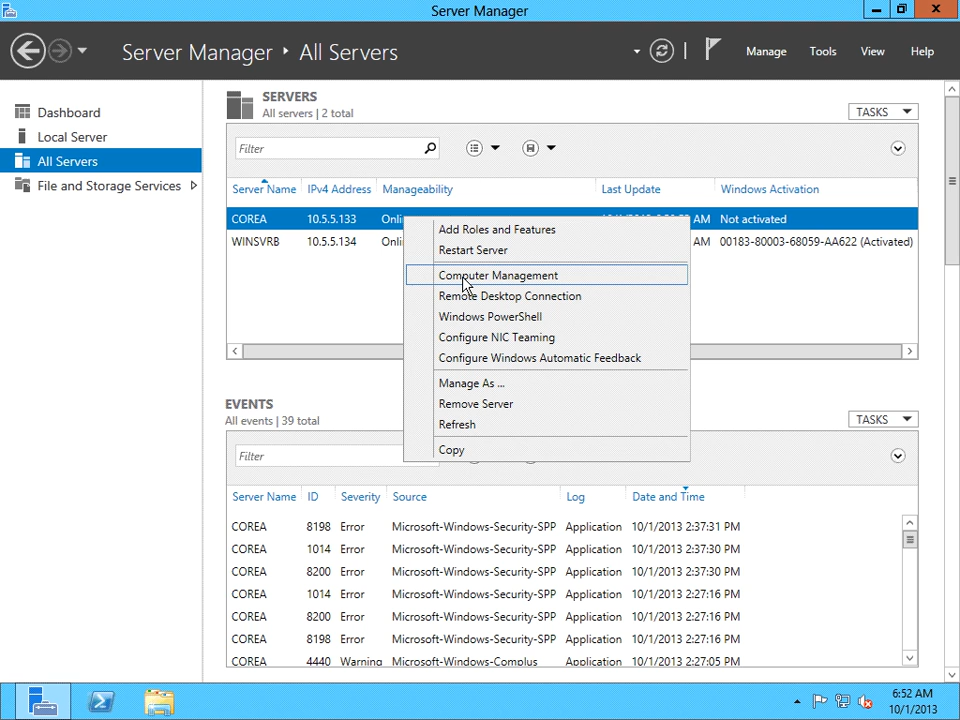 Server Manager
Server Manager ‣ All Servers
Manage Tools View Help
Dashboard
Local Server
All Servers
File and Storage Services
SERVERS
All servers | 2 total
TASKS
Filter
Server Name IPv4 Address Manageability Last Update Windows Activation
COREA 10.5.5.133 AM Not activated
WINSVRB 10.5.5.134 AM 00183-80003-68059-AA622 (Activated)
Add Roles and Features
Restart Server
Computer Management
Remote Desktop Connection
Windows PowerShell
Configure NIC Teaming
Configure Windows Automatic Feedback
Manage As ...
Remove Server
Refresh
Copy
EVENTS
All events | 39 total
TASKS
Filter
Server Name ID Severity Source Log Date and Time
COREA 8198 Error Microsoft-Windows-Security-SPP Application 10/1/2013 2:37:31 PM
COREA 1014 Error Microsoft-Windows-Security-SPP Application 10/1/2013 2:37:30 PM
COREA 8200 Error Microsoft-Windows-Security-SPP Application 10/1/2013 2:37:30 PM
COREA 1014 Error Microsoft-Windows-Security-SPP Application 10/1/2013 2:27:16 PM
COREA 8200 Error Microsoft-Windows-Security-SPP Application 10/1/2013 2:27:16 PM
COREA 8198 Error Microsoft-Windows-Security-SPP Application 10/1/2013 2:27:16 PM
COREA 4440 Warning Microsoft-Windows-Complus Application 10/1/2013 2:27:05 PM
6:52 AM
10/1/2013